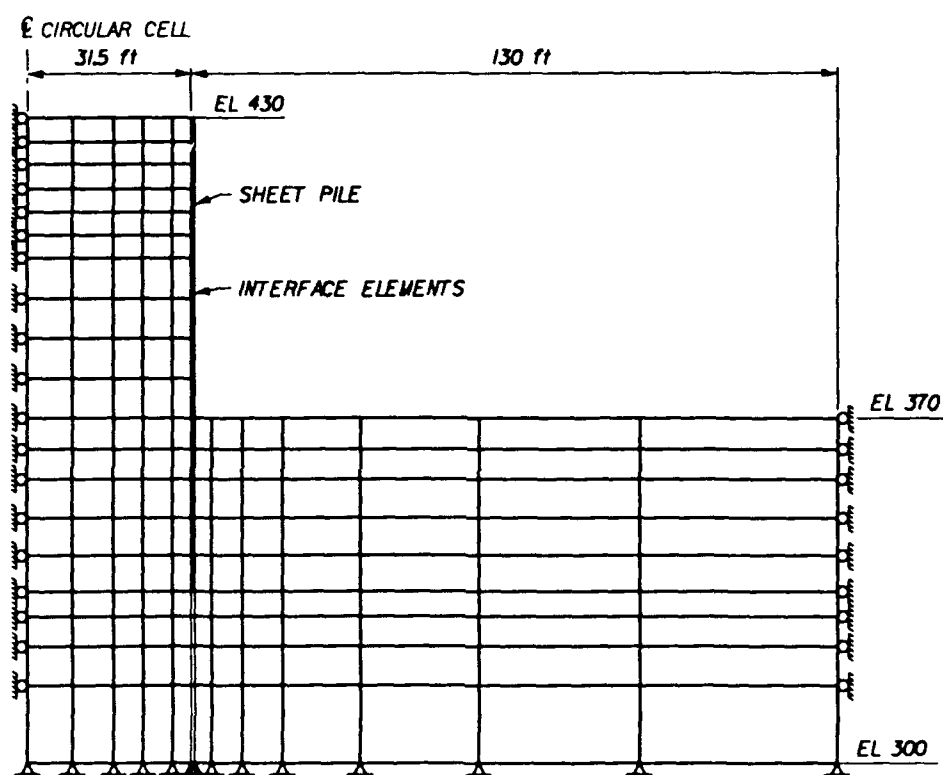 ℄ CIRCULAR CELL
31.5 ft
130 ft
EL 430
SHEET PILE
INTERFACE ELEMENTS
EL 370
EL 300